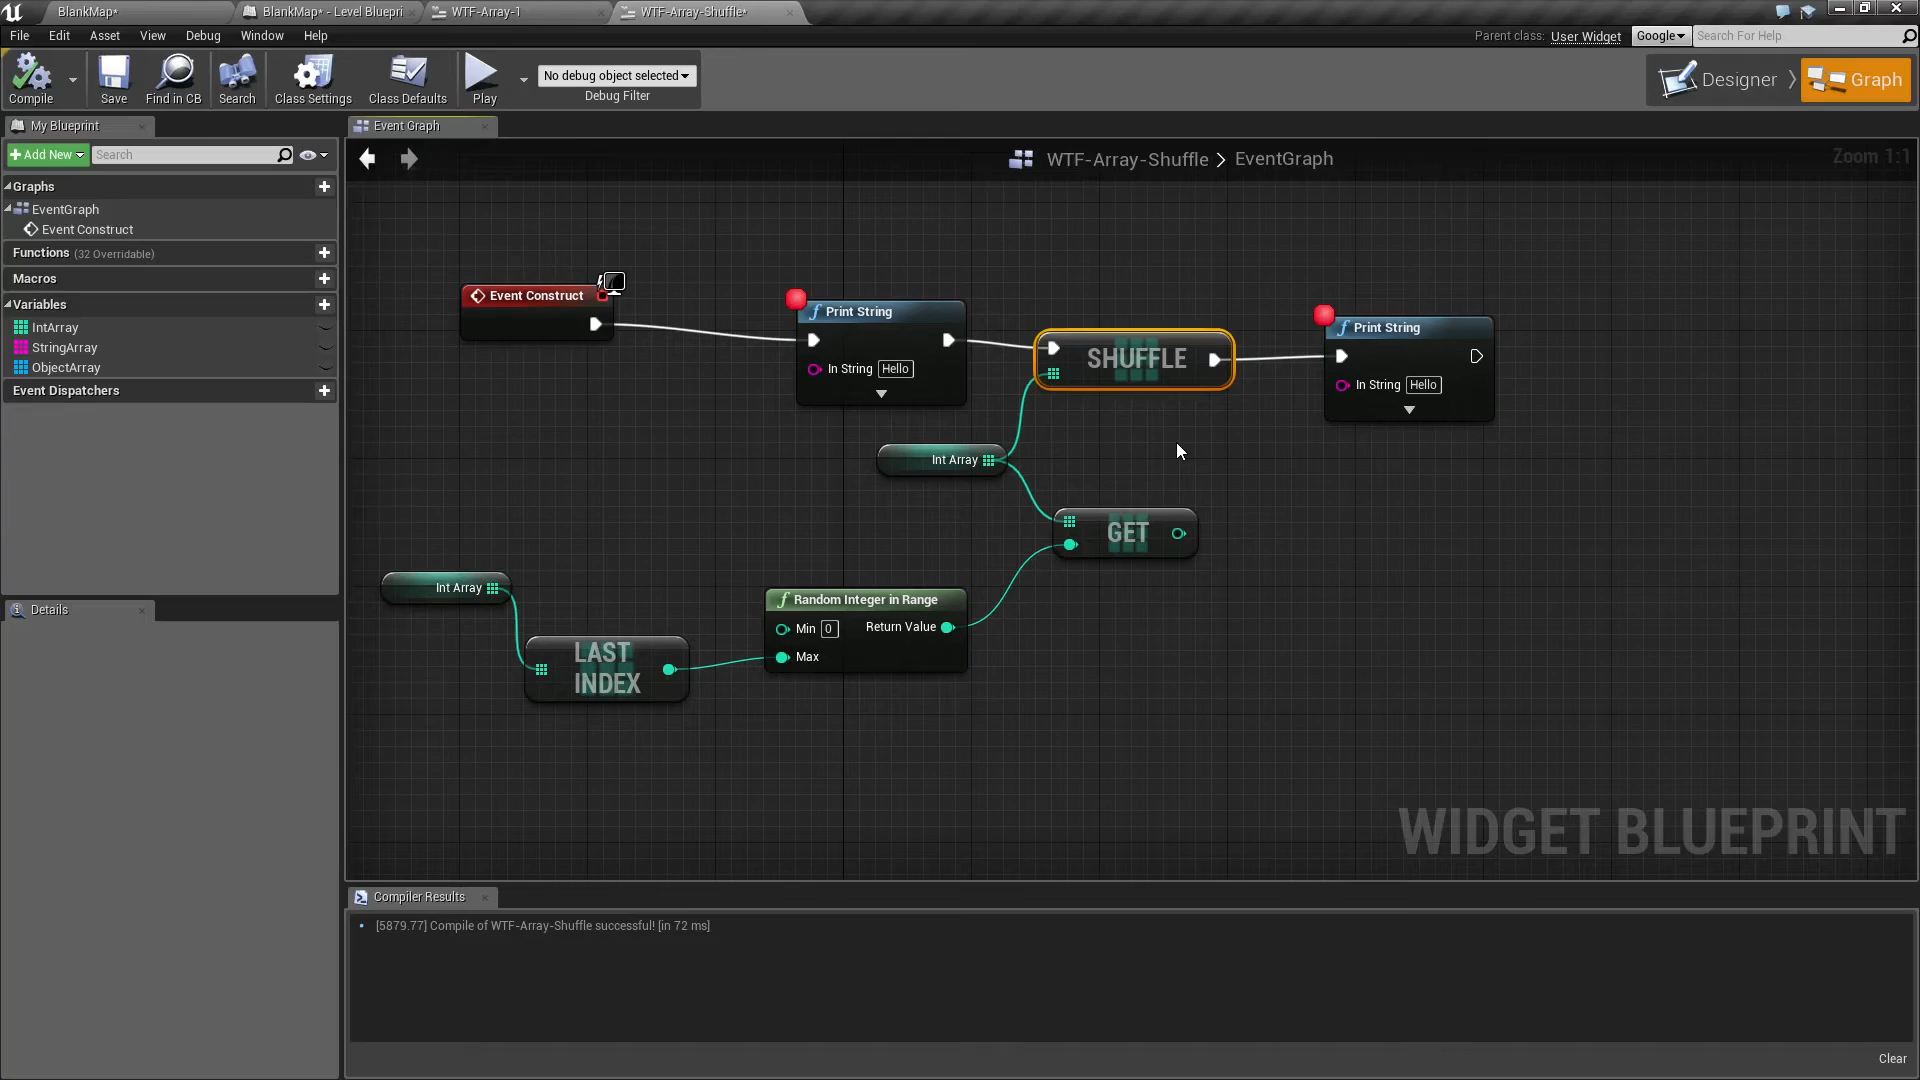 BlankMap*
BlankMap* - Level Bluepri
WTF-Array-1
WTF-Array-Shuffle*
File Edit Asset View Debug Window Help
Parent class: User Widget Google Search For Help
Compile
Save
Find in CB
Search
Class Settings
Class Defaults
Play
No debug object selected
Debug Filter
Designer
Graph
My Blueprint
Event Graph
Add New
Search
WTF-Array-Shuffle > EventGraph
Zoom 1:1
Graphs
EventGraph
Event Construct
Functions (32 Overridable)
Macros
Variables
IntArray
StringArray
ObjectArray
Event Dispatchers
Details
Event Construct
f Print String
In String Hello
SHUFFLE
f Print String
In String Hello
Int Array
GET
Int Array
LAST
INDEX
f Random Integer in Range
Min 0
Return Value
Max
WIDGET BLUEPRINT
Compiler Results
[5879.77] Compile of WTF-Array-Shuffle successful! [in 72 ms]
Clear